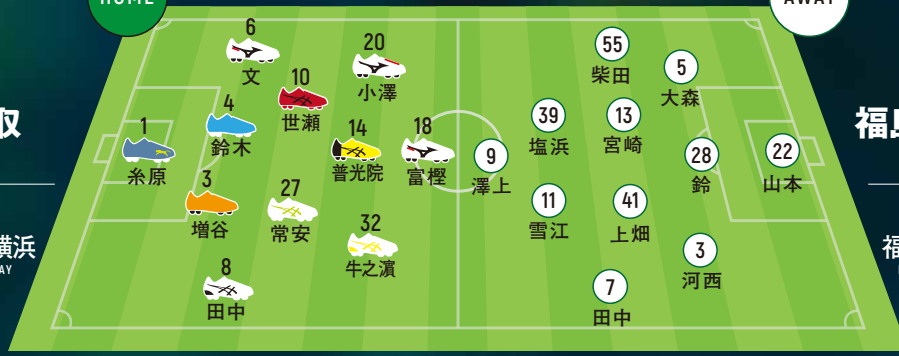 HOME
AWAY
取
福島
横浜
AY
福
6
文
20
小澤
10
世瀬
4
鈴木
1
糸原
14
普光院
18
富樫
3
増谷
27
常安
32
牛之濵
8
田中
55
柴田
5
大森
39
塩浜
13
宮崎
9
澤上
28
鈴
22
山本
11
雪江
41
上畑
3
河西
7
田中